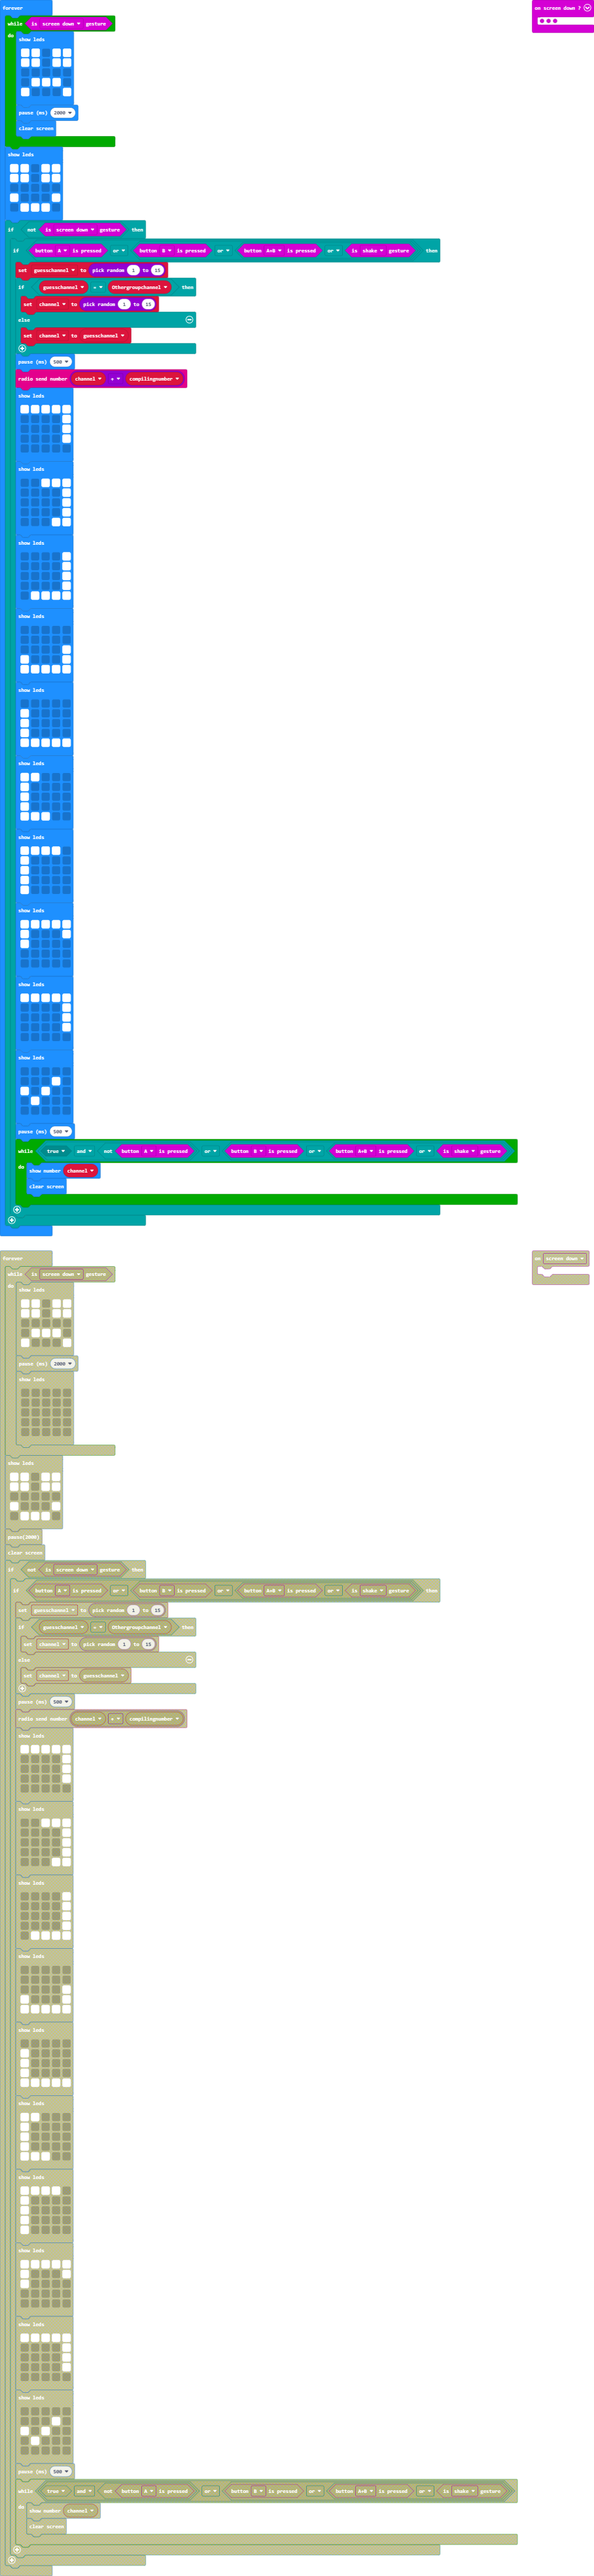 forever
on screen down ?
while is screen down gesture
do show leds
pause (ms) 2000
clear screen
show leds
if not is screen down gesture then
if button A is pressed or button B is pressed or button A+B is pressed or is shake gesture then
set guesschannel to pick random 1 to 15
if guesschannel = Othergroupchannel then
set channel to pick random 1 to 15
else
set channel to guesschannel
pause (ms) 500
radio send number channel compilingnumber
show leds
show leds
show leds
show leds
show leds
show leds
show leds
show leds
show leds
show leds
pause (ms) 500
while true and not button A is pressed or button B is pressed or button A+B is pressed or is shake gesture
do show number channel
clear screen
forever
on screen down
while is screen down gesture
do show leds
pause (ms) 2000
show leds
show leds
pause(2000)
clear screen
if not is screen down gesture then
if button A is pressed or button B is pressed or button A+B is pressed or is shake gesture then
set guesschannel to pick random 1 to 15
if guesschannel = Othergroupchannel then
set channel to pick random 1 to 15
else
set channel to guesschannel
pause (ms) 500
radio send number channel compilingnumber
show leds
show leds
show leds
show leds
show leds
show leds
show leds
show leds
show leds
show leds
pause (ms) 500
while true and not button A is pressed or button B is pressed or button A+B is pressed or is shake gesture
do show number channel
clear screen